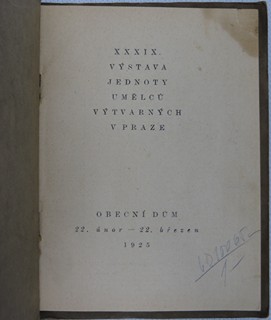 XXXIX.
VÝSTAVA
JEDNOTY
UMĚLCŮ
VÝTVARNÝCH
V PRAZE
OBECNÍ DŮM
22. únor — 22. březen
1925